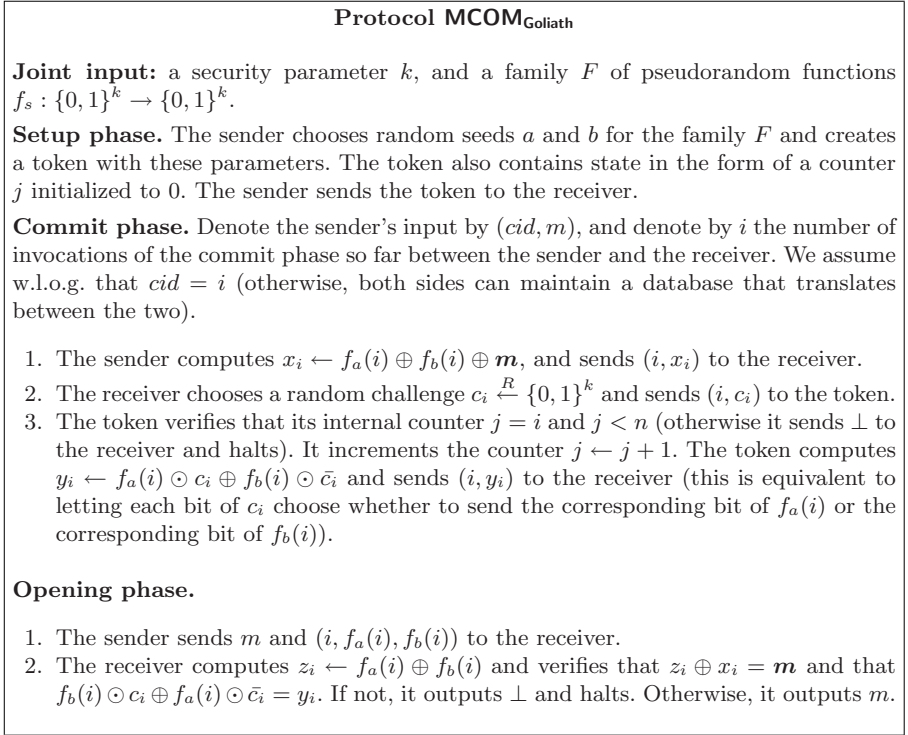 Protocol MCOM_Goliath
Joint input: a security parameter k, and a family F of pseudorandom functions
f_s : {0, 1}^k → {0, 1}^k.
Setup phase. The sender chooses random seeds a and b for the family F and creates
a token with these parameters. The token also contains state in the form of a counter
j initialized to 0. The sender sends the token to the receiver.
Commit phase. Denote the sender's input by (cid, m), and denote by i the number of
invocations of the commit phase so far between the sender and the receiver. We assume
w.l.o.g. that cid = i (otherwise, both sides can maintain a database that translates
between the two).
1. The sender computes x_i ← f_a(i) ⊕ f_b(i) ⊕ m, and sends (i, x_i) to the receiver.
2. The receiver chooses a random challenge c_i ←^R {0, 1}^k and sends (i, c_i) to the token.
3. The token verifies that its internal counter j = i and j < n (otherwise it sends ⊥ to
the receiver and halts). It increments the counter j ← j + 1. The token computes
y_i ← f_a(i) ⊙ c_i ⊕ f_b(i) ⊙ c̄_i and sends (i, y_i) to the receiver (this is equivalent to
letting each bit of c_i choose whether to send the corresponding bit of f_a(i) or the
corresponding bit of f_b(i)).
Opening phase.
1. The sender sends m and (i, f_a(i), f_b(i)) to the receiver.
2. The receiver computes z_i ← f_a(i) ⊕ f_b(i) and verifies that z_i ⊕ x_i = m and that
f_b(i) ⊙ c_i ⊕ f_a(i) ⊙ c̄_i = y_i. If not, it outputs ⊥ and halts. Otherwise, it outputs m.